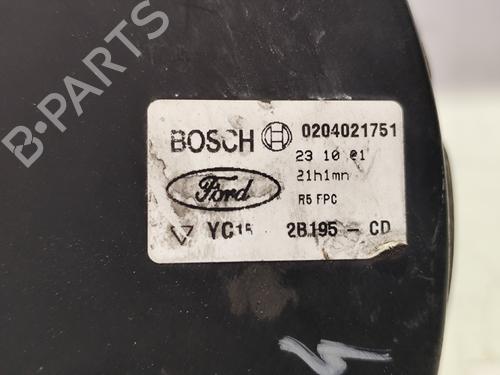 B-PARTS
BOSCH 0204021751
23 10 01
21h1mn
Ford R5 FPC
YC15 2B195 - CD